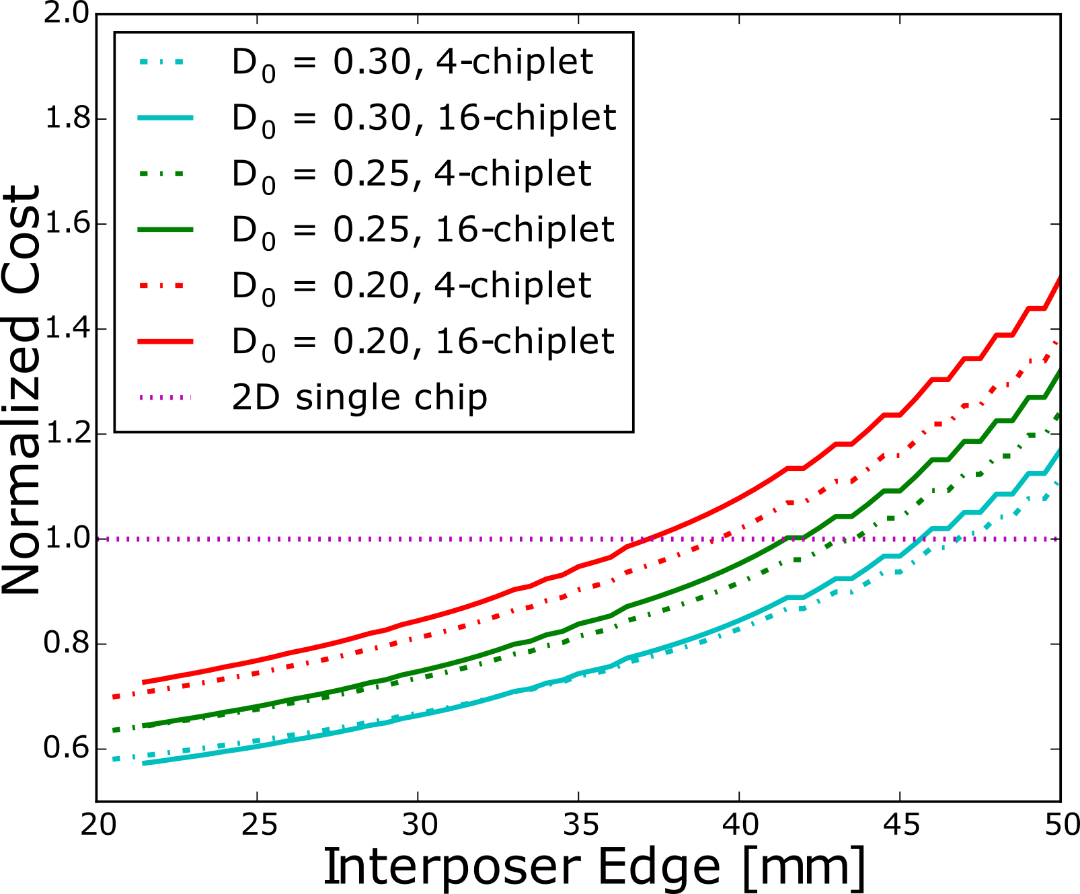 2.0
1.8
1.6
1.4
1.2
1.0
0.8
0.6
Normalized Cost
D0 = 0.30, 4-chiplet
D0 = 0.30, 16-chiplet
D0 = 0.25, 4-chiplet
D0 = 0.25, 16-chiplet
D0 = 0.20, 4-chiplet
D0 = 0.20, 16-chiplet
2D single chip
20 25 30 35 40 45 50
Interposer Edge [mm]